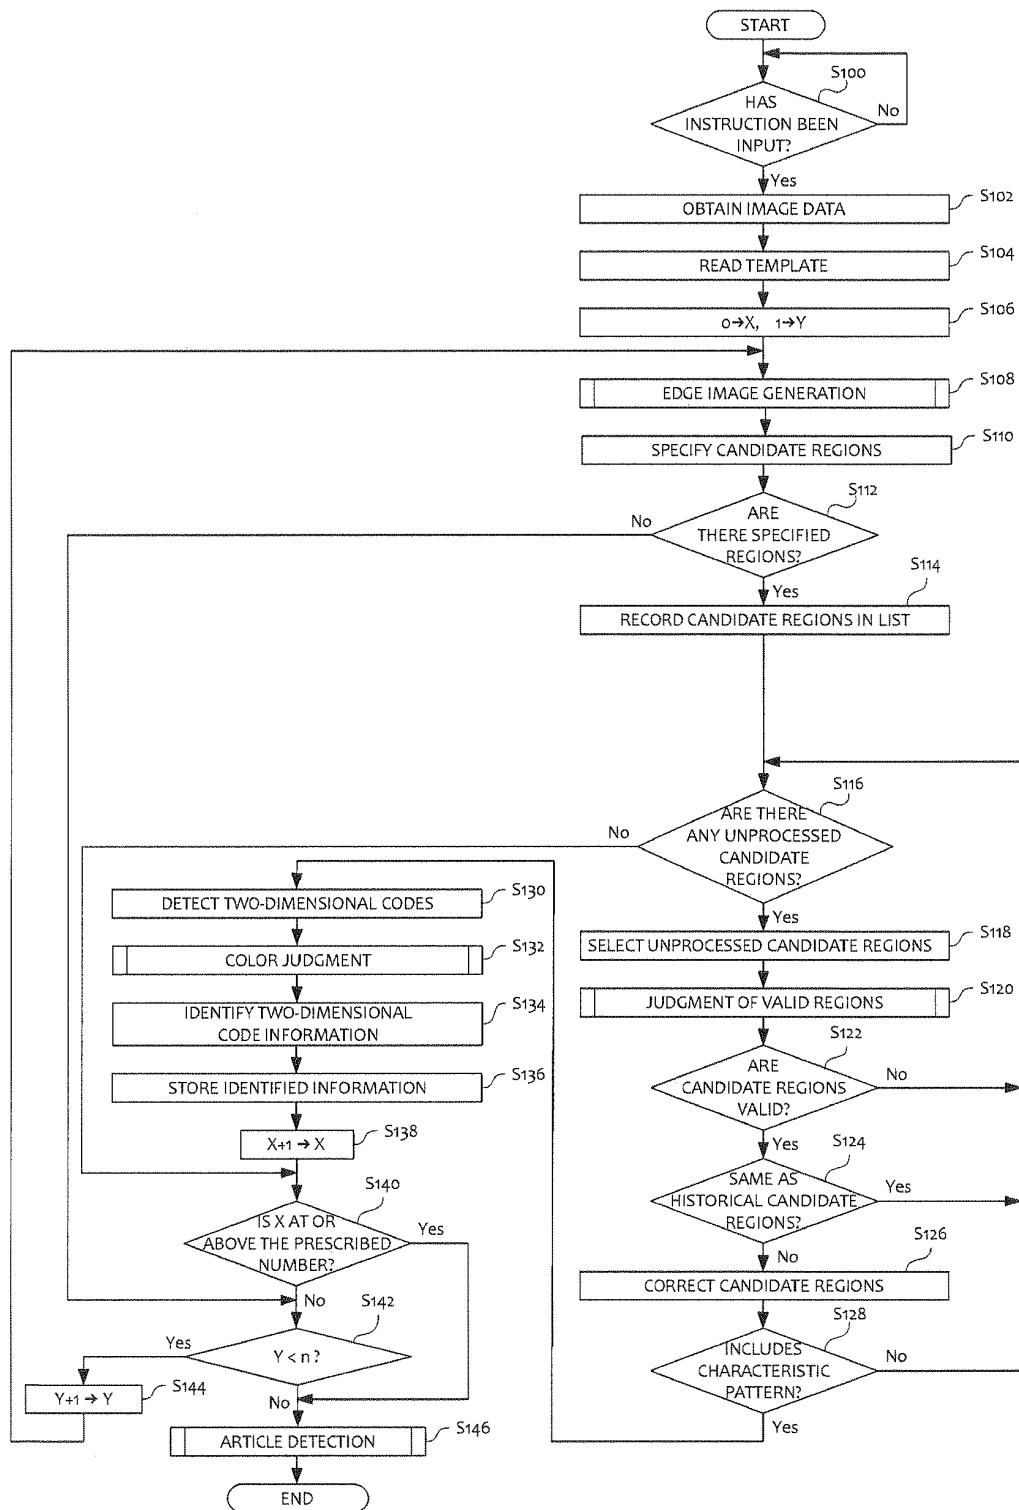 START
S100
HAS
INSTRUCTION BEEN
INPUT?
No
Yes
OBTAIN IMAGE DATA
S102
READ TEMPLATE
S104
0→X, 1→Y
S106
EDGE IMAGE GENERATION
S108
SPECIFY CANDIDATE REGIONS
S110
S112
ARE
THERE SPECIFIED
REGIONS?
No
Yes
S114
RECORD CANDIDATE REGIONS IN LIST
S116
ARE THERE
ANY UNPROCESSED
CANDIDATE
REGIONS?
No
Yes
SELECT UNPROCESSED CANDIDATE REGIONS
S118
JUDGMENT OF VALID REGIONS
S120
S122
ARE
CANDIDATE REGIONS
VALID?
No
Yes
S124
SAME AS
HISTORICAL CANDIDATE
REGIONS?
Yes
No
S126
CORRECT CANDIDATE REGIONS
S128
INCLUDES
CHARACTERISTIC
PATTERN?
No
Yes
DETECT TWO-DIMENSIONAL CODES
S130
COLOR JUDGMENT
S132
IDENTIFY TWO-DIMENSIONAL
CODE INFORMATION
S134
STORE IDENTIFIED INFORMATION
S136
X+1 → X
S138
S140
IS X AT OR
ABOVE THE PRESCRIBED
NUMBER?
Yes
No
S142
Y < n ?
Yes
No
Y+1 → Y
S144
ARTICLE DETECTION
S146
END